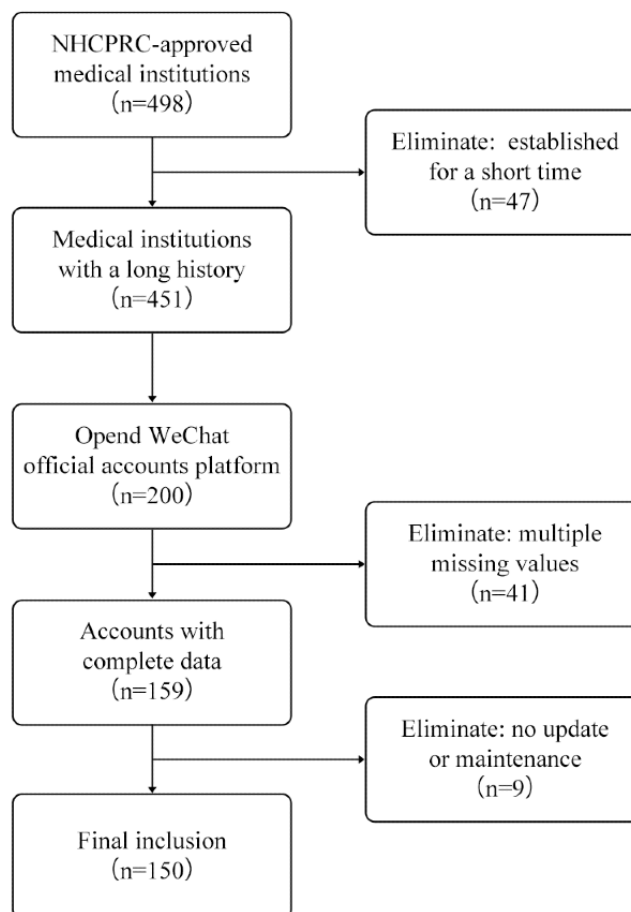 NHCPRC-approved
medical institutions
(n=498)
Eliminate: established
for a short time
(n=47)
Medical institutions
with a long history
(n=451)
Opend WeChat
official accounts platform
(n=200)
Eliminate: multiple
missing values
(n=41)
Accounts with
complete data
(n=159)
Eliminate: no update
or maintenance
(n=9)
Final inclusion
(n=150)